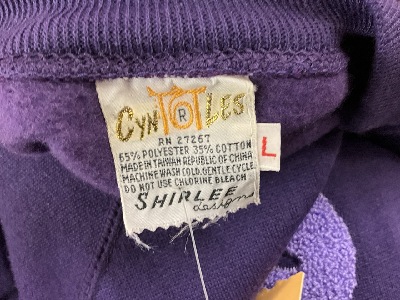 CYN TOT LES
R
RN 27267
65% POLYESTER 35% COTTON
MADE IN TAIWAN REPUBLIC OF CHINA
MACHINE WASH COLD, GENTLE CYCLE
DO NOT USE CHLORINE BLEACH
SHIRLEE
designs
L